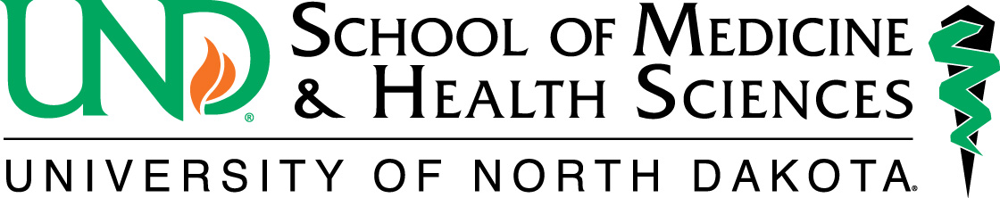 UND®
School of Medicine
& Health Sciences
UNIVERSITY OF NORTH DAKOTA®